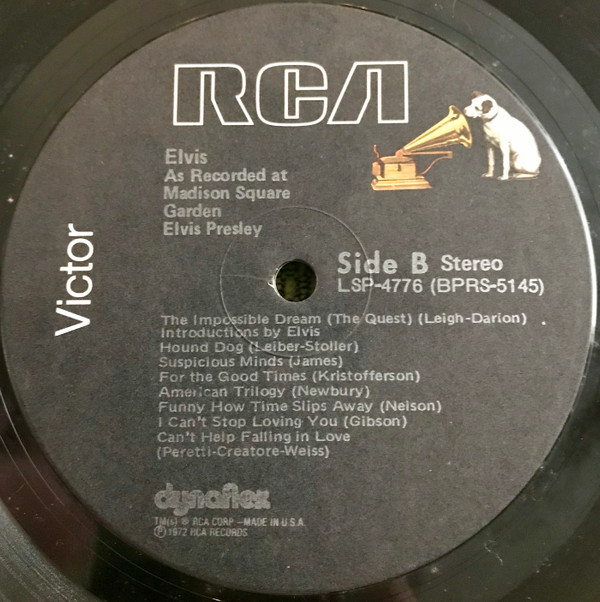 RCA
Elvis
As Recorded at
Madison Square
Garden
Elvis Presley
Victor
Side B Stereo
LSP-4776 (BPRS-5145)
The Impossible Dream (The Quest) (Leigh-Darion)
Introductions by Elvis
Hound Dog (Leiber-Stoller)
Suspicious Minds (James)
For the Good Times (Kristofferson)
American Trilogy (Newbury)
Funny How Time Slips Away (Nelson)
I Can't Stop Loving You (Gibson)
Can't Help Falling in Love
(Peretti-Creatore-Weiss)
dynaflex
TM(s) ® RCA CORP.-MADE IN U.S.A.
Ⓟ 1972 RCA RECORDS